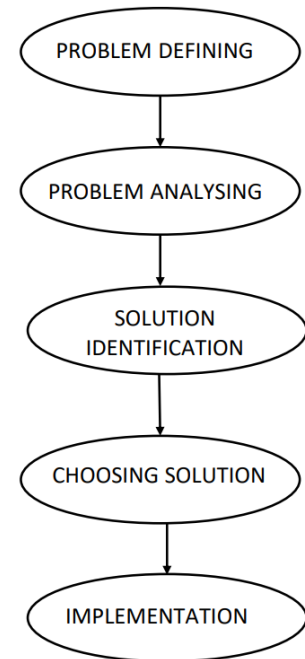 PROBLEM DEFINING
PROBLEM ANALYSING
SOLUTION
IDENTIFICATION
CHOOSING SOLUTION
IMPLEMENTATION